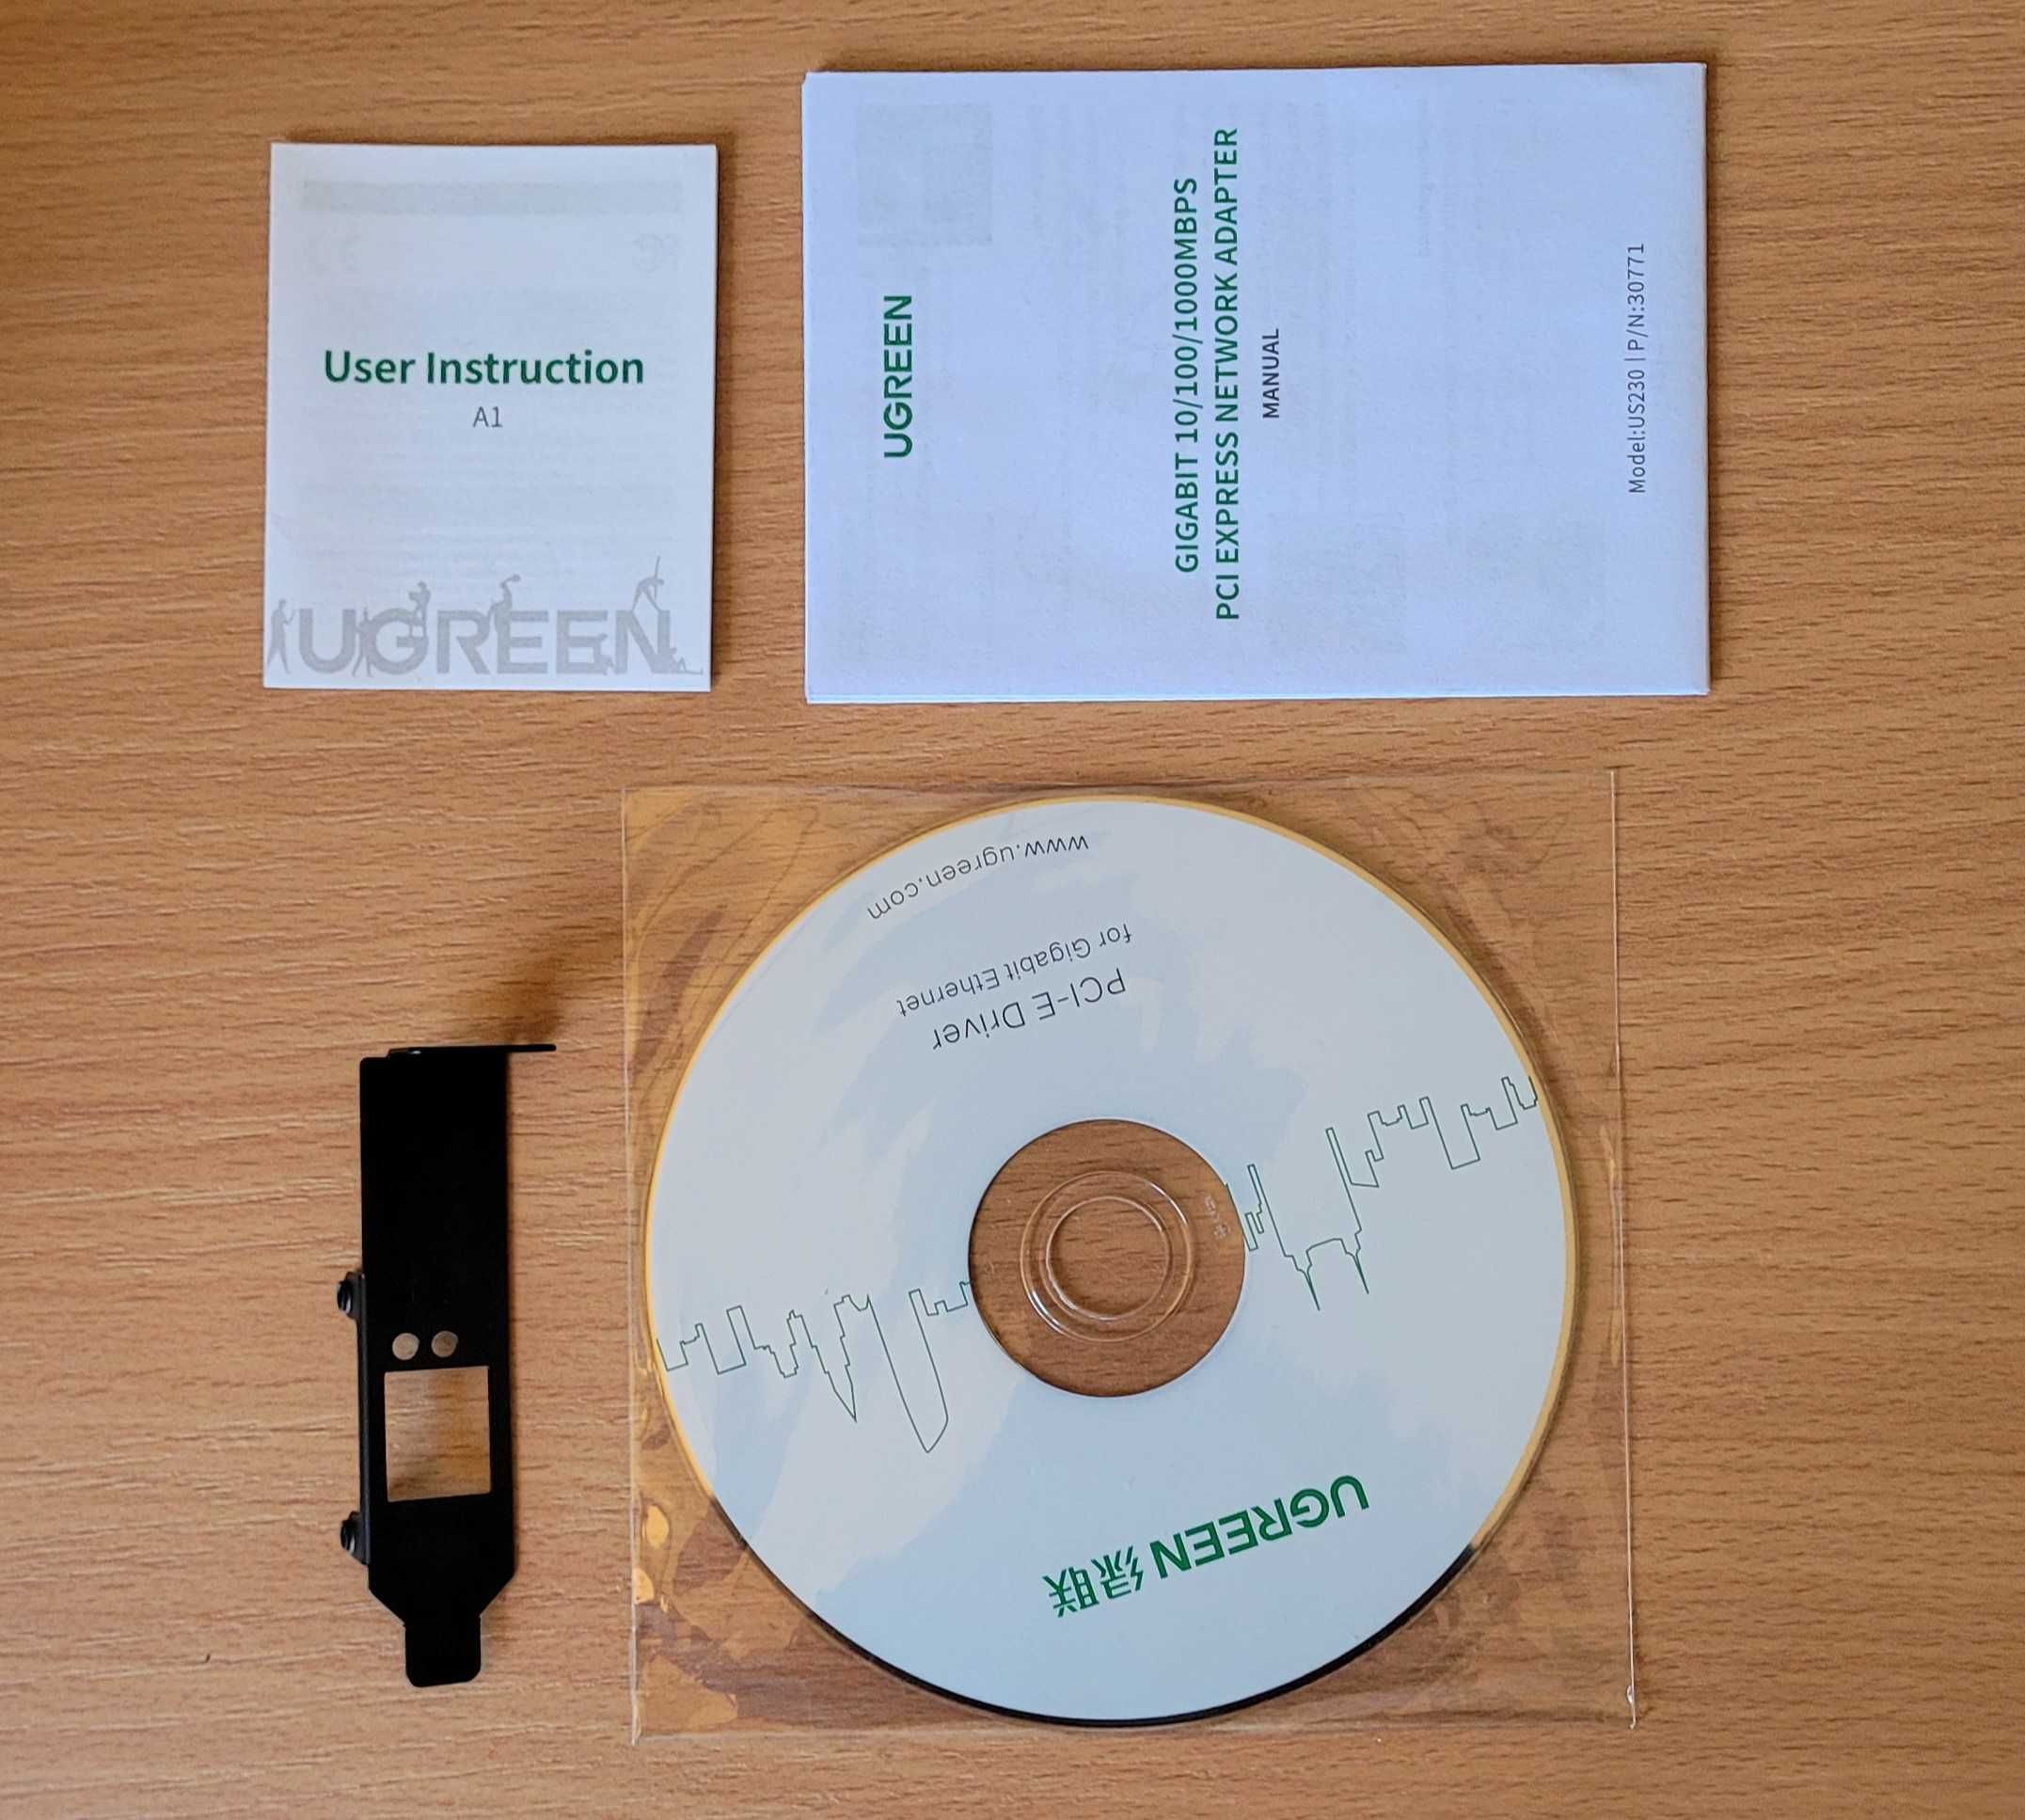 User Instruction
A1
UGREEN
UGREEN
GIGABIT 10/100/1000MBPS
PCI EXPRESS NETWORK ADAPTER
MANUAL
Model:US230 | P/N:30771
UGREEN 绿联
PCI-E Driver
for Gigabit Ethernet
www.ugreen.com